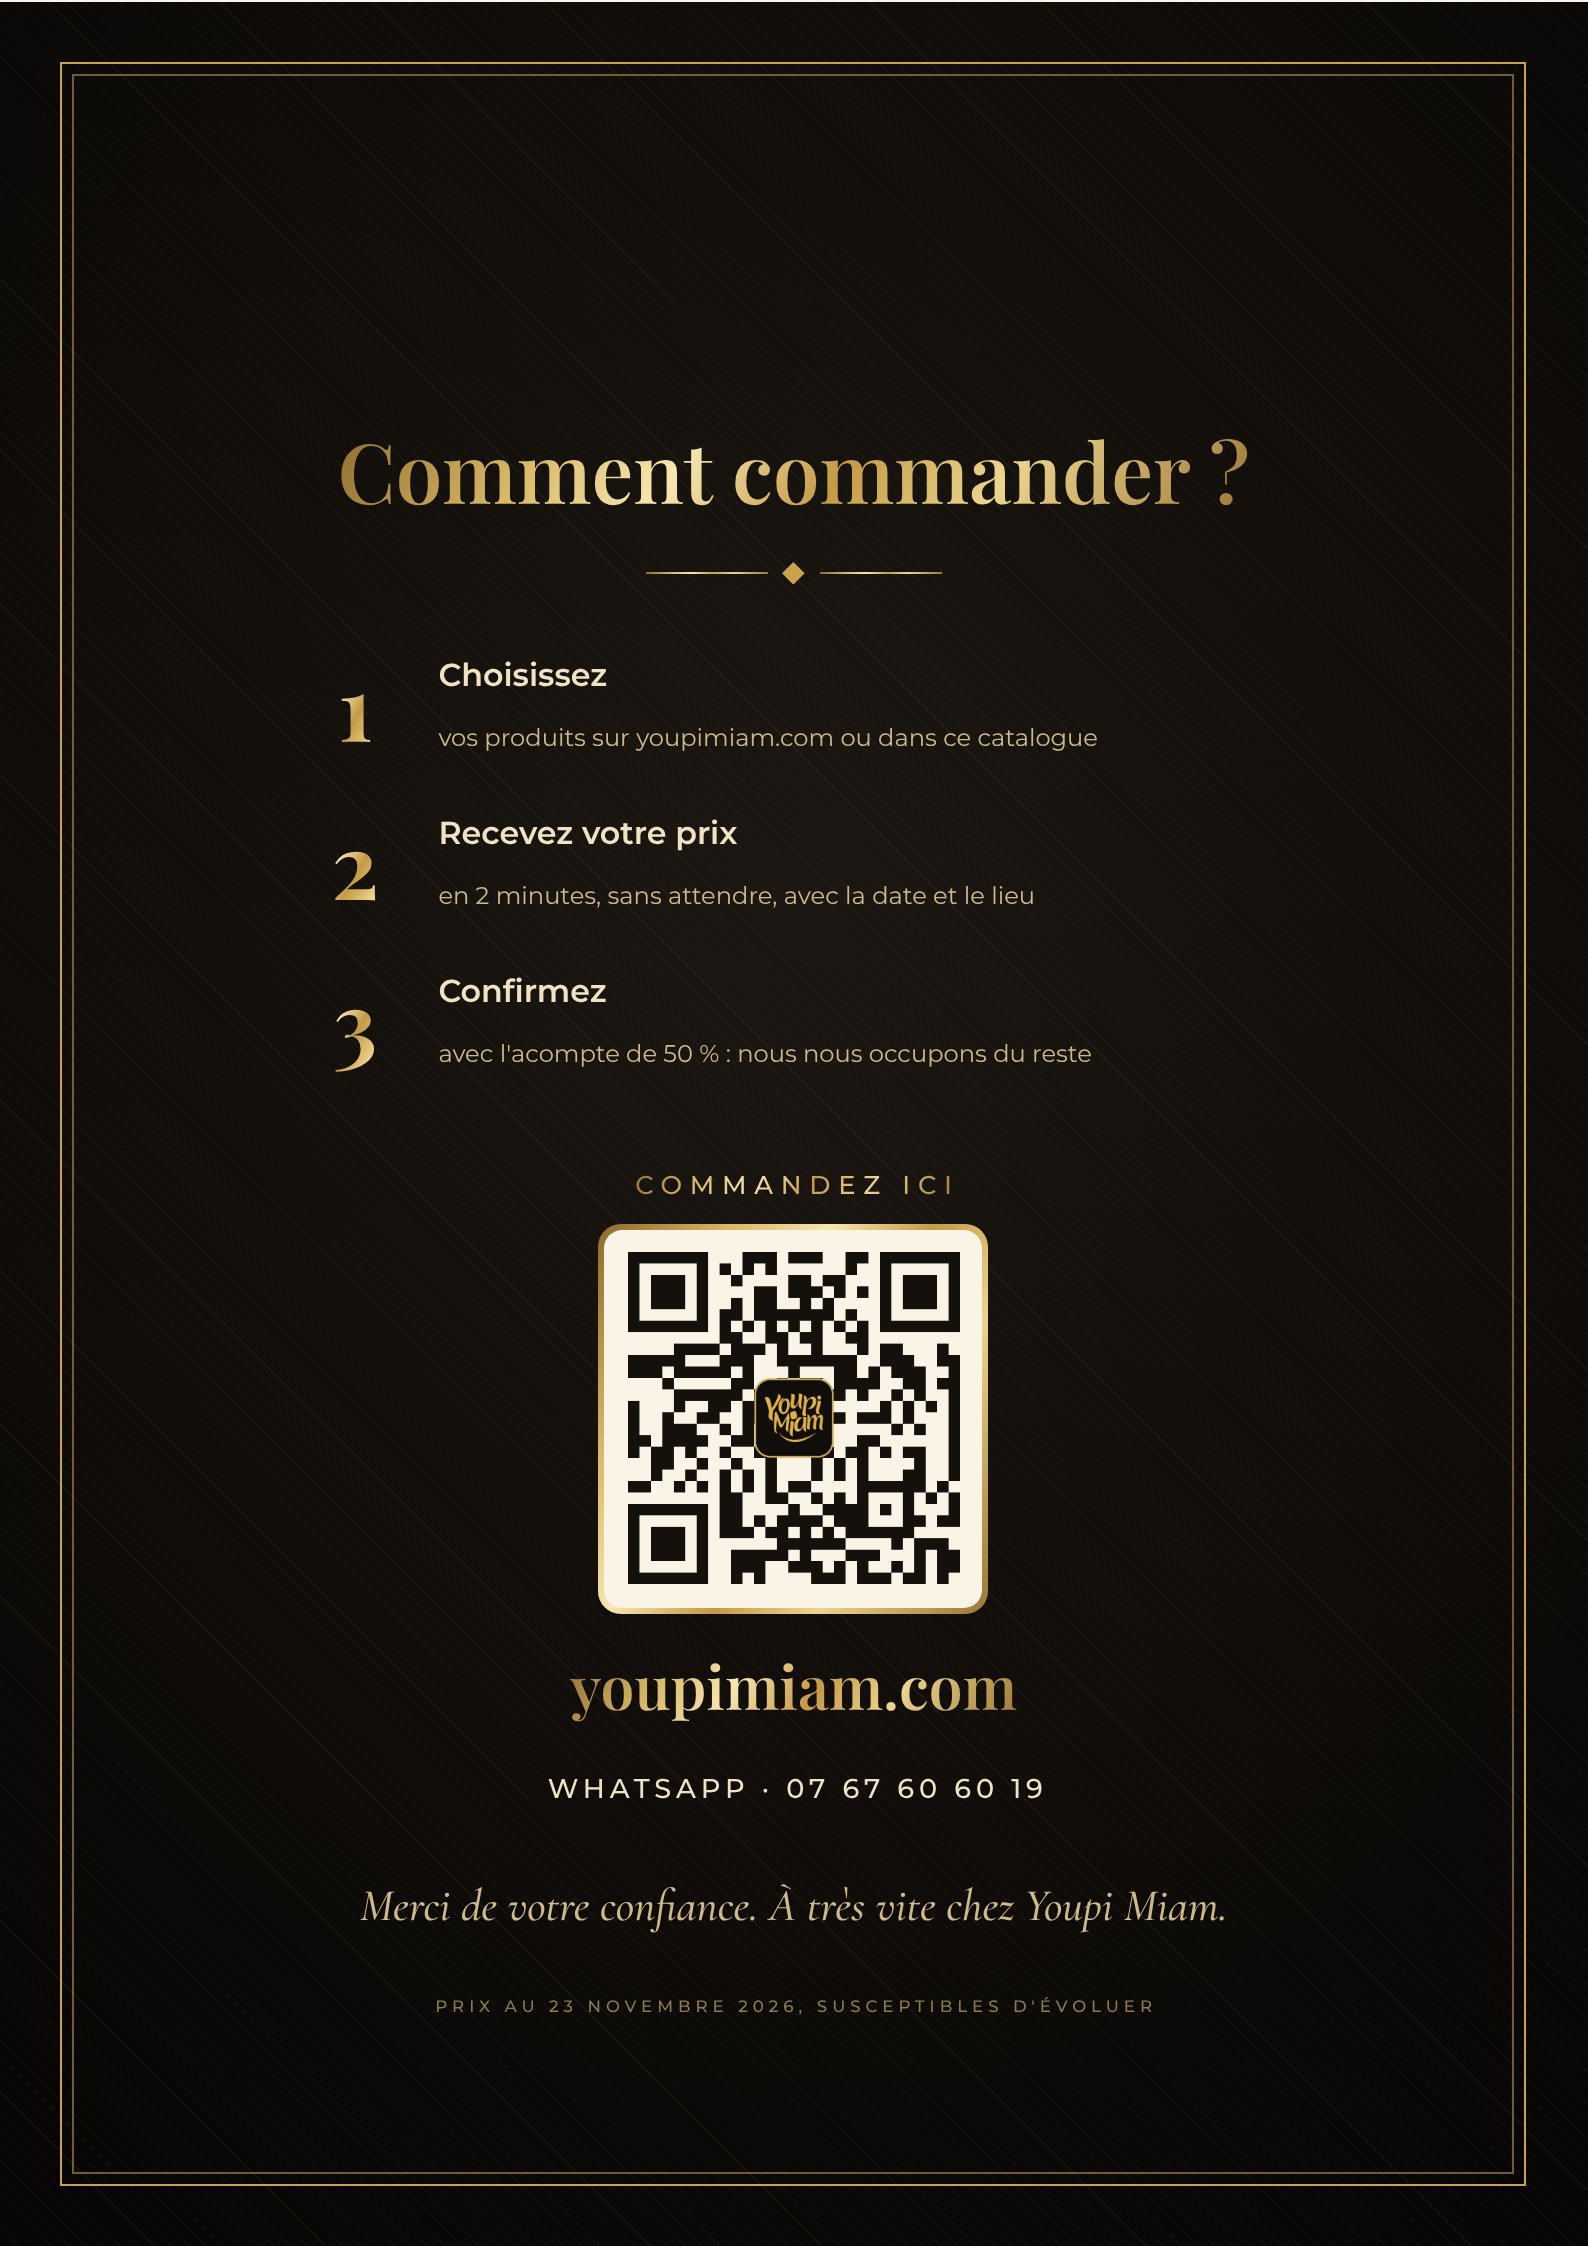 Comment commander ?
1
Choisissez
vos produits sur youpimiam.com ou dans ce catalogue
2
Recevez votre prix
en 2 minutes, sans attendre, avec la date et le lieu
3
Confirmez
avec l'acompte de 50 % : nous nous occupons du reste
COMMANDEZ ICI
Youpi
Miam
youpimiam.com
WHATSAPP · 07 67 60 60 19
Merci de votre confiance. À très vite chez Youpi Miam.
PRIX AU 23 NOVEMBRE 2026, SUSCEPTIBLES D'ÉVOLUER